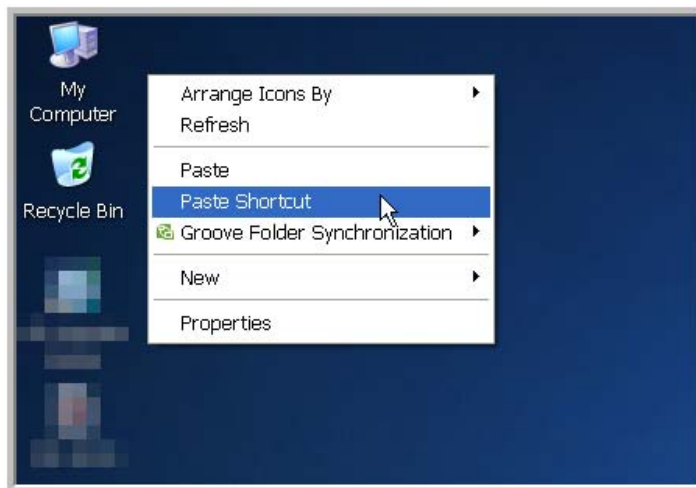 My
Computer
Recycle Bin
Arrange Icons By
Refresh
Paste
Paste Shortcut
Groove Folder Synchronization
New
Properties